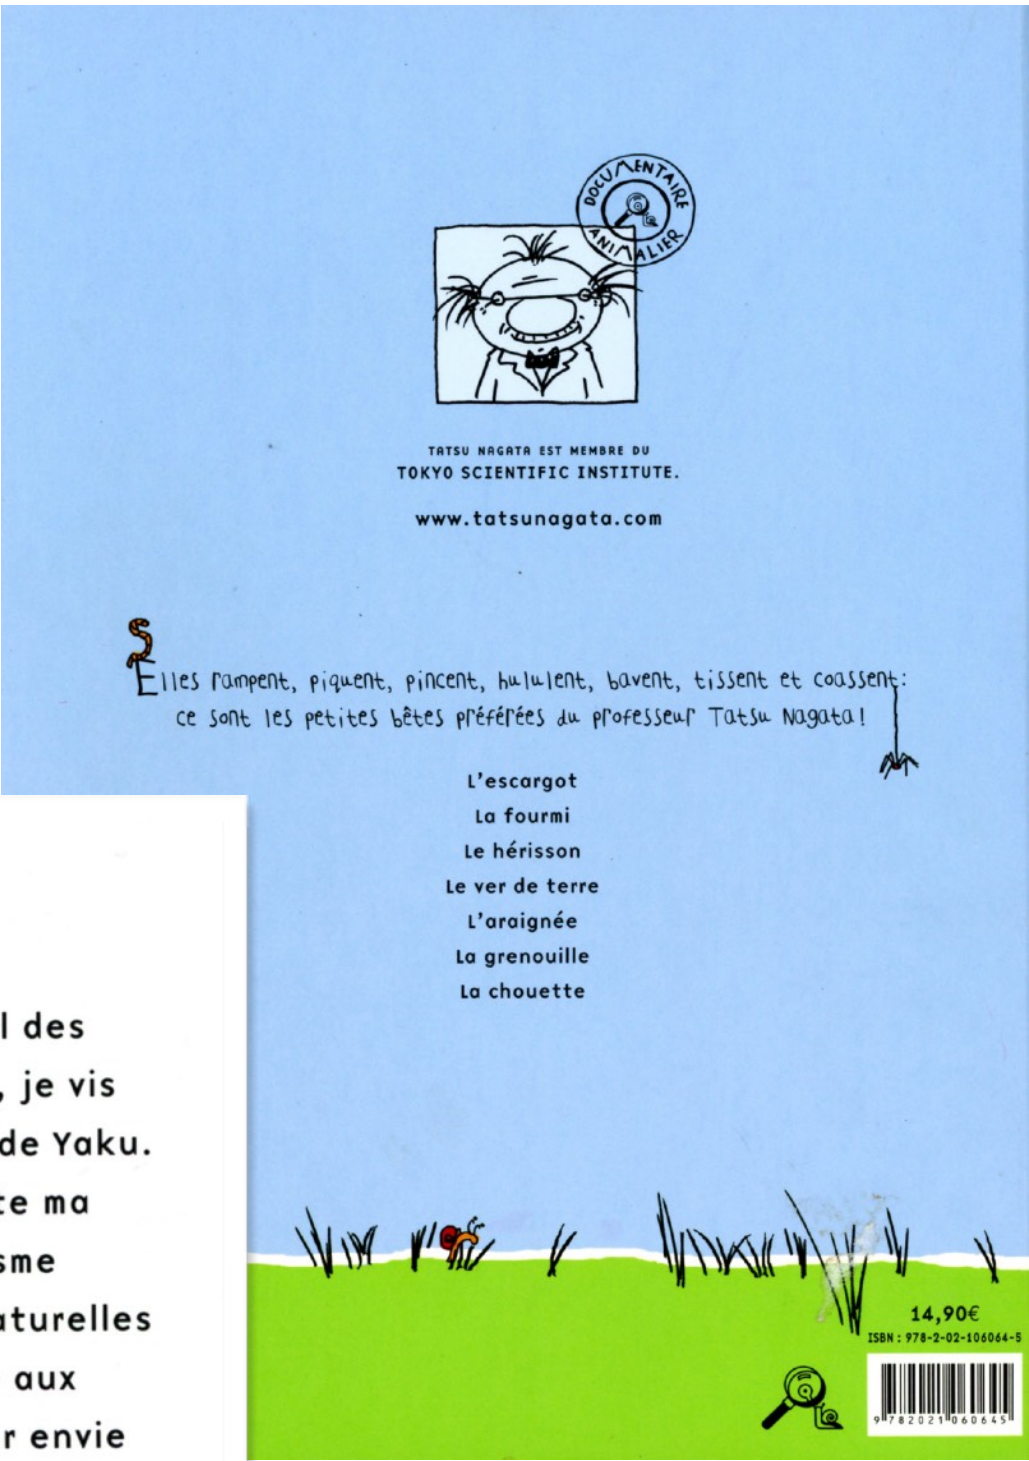 DOCUMENTAIRE
ANIMALIER
TATSU NAGATA EST MEMBRE DU
TOKYO SCIENTIFIC INSTITUTE.
www.tatsunagata.com
Elles rampent, piquent, pincent, hululent, bavent, tissent et coassent:
ce sont les petites bêtes préférées du professeur Tatsu Nagata!
L'escargot
La fourmi
Le hérisson
Le ver de terre
L'araignée
La grenouille
La chouette
des
, je vis
de Yaku.
ma
aux
envie
14,90€
ISBN : 978-2-02-106064-5
9 782021 060645